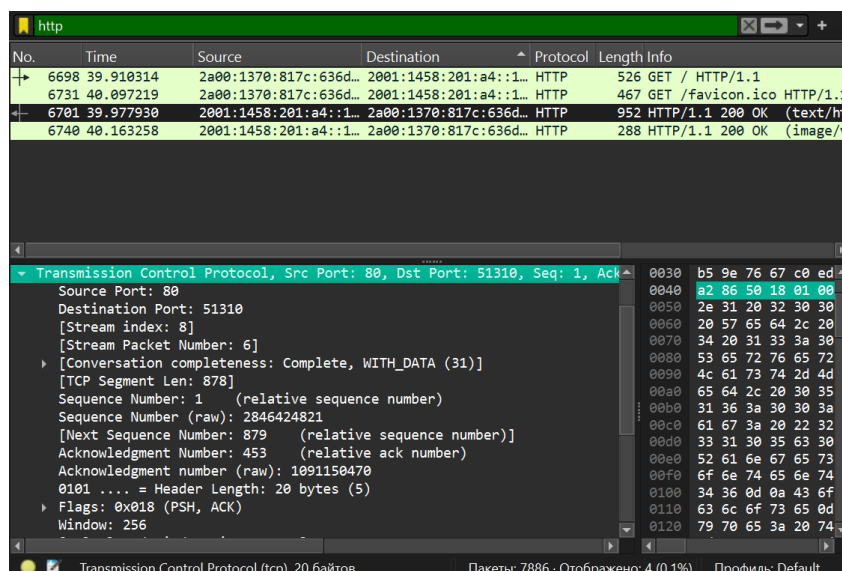 http
No. Time Source Destination Protocol Length Info
6698 39.910314 2a00:1370:817c:636d… 2001:1458:201:a4::1… HTTP 526 GET / HTTP/1.1
6731 40.097219 2a00:1370:817c:636d… 2001:1458:201:a4::1… HTTP 467 GET /favicon.ico HTTP/1.
6701 39.977930 2001:1458:201:a4::1… 2a00:1370:817c:636d… HTTP 952 HTTP/1.1 200 OK (text/h
6740 40.163258 2001:1458:201:a4::1… 2a00:1370:817c:636d… HTTP 288 HTTP/1.1 200 OK (image/
Transmission Control Protocol, Src Port: 80, Dst Port: 51310, Seq: 1, Ack
Source Port: 80
Destination Port: 51310
[Stream index: 8]
[Stream Packet Number: 6]
[Conversation completeness: Complete, WITH_DATA (31)]
[TCP Segment Len: 878]
Sequence Number: 1 (relative sequence number)
Sequence Number (raw): 2846424821
[Next Sequence Number: 879 (relative sequence number)]
Acknowledgment Number: 453 (relative ack number)
Acknowledgment number (raw): 1091150470
0101 .... = Header Length: 20 bytes (5)
Flags: 0x018 (PSH, ACK)
Window: 256
0030 b5 9e 76 67 c0 ed
0040 a2 86 50 18 01 00
0050 2e 31 20 32 30 30
0060 20 57 65 64 2c 20
0070 34 20 31 33 3a 30
0080 53 65 72 76 65 72
0090 4c 61 73 74 2d 4d
00a0 65 64 2c 20 30 35
00b0 31 36 3a 30 30 3a
00c0 61 67 3a 20 22 32
00d0 33 31 30 35 63 30
00e0 52 61 6e 67 65 73
00f0 6f 6e 74 65 6e 74
0100 34 36 0d 0a 43 6f
0110 63 6c 6f 73 65 0d
0120 79 70 65 3a 20 74
Transmission Control Protocol (tcp), 20 байтов Пакеты: 7886 · Отображено: 4 (0.1%) Профиль: Default